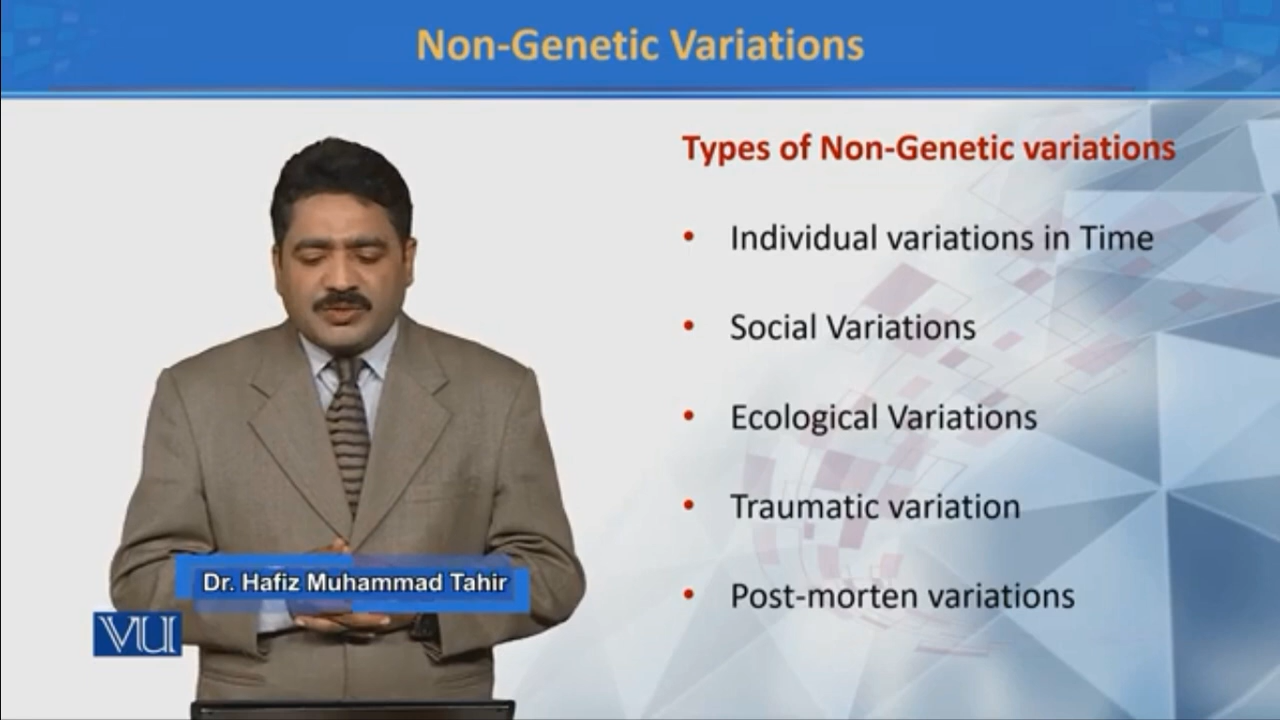 Non-Genetic Variations
Types of Non-Genetic variations
• Individual variations in Time
• Social Variations
• Ecological Variations
• Traumatic variation
• Post-morten variations
Dr. Hafiz Muhammad Tahir
VU